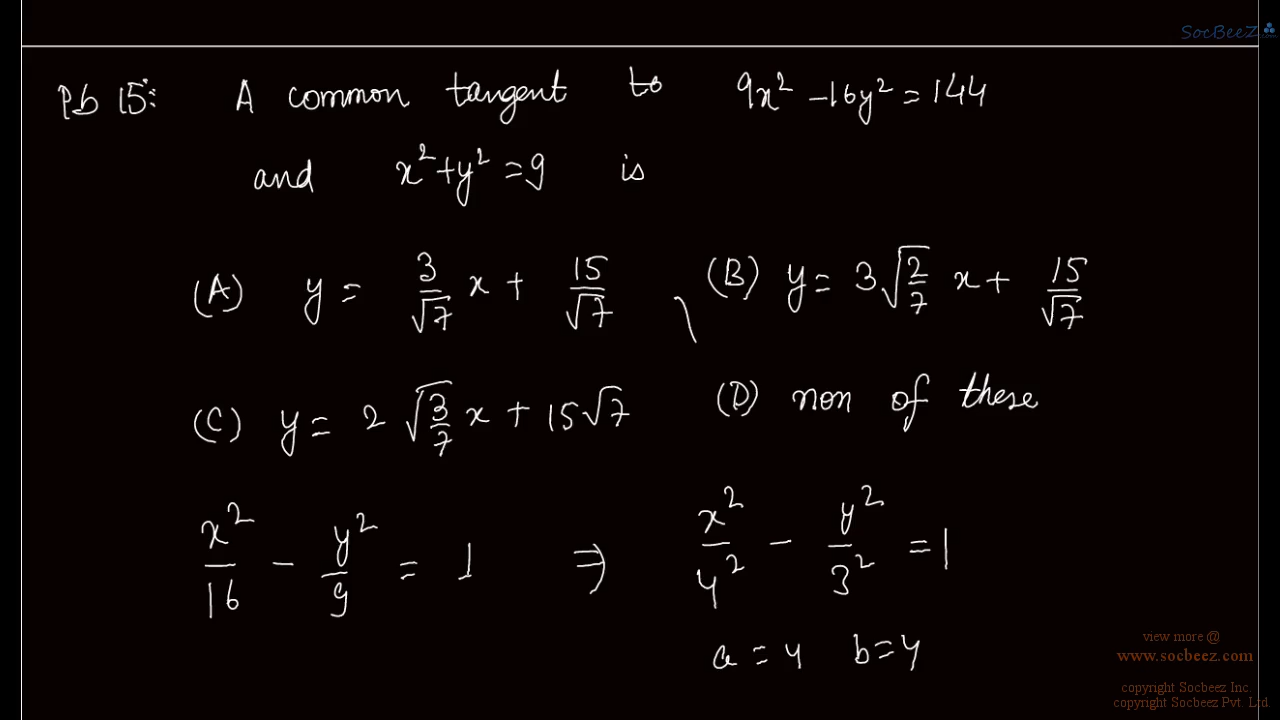 SocBeeZ.com
Pb 15: A common tangent to 9x² - 16y² = 144
and x² + y² = 9 is
(A) y = 3/√7 x + 15/√7 (B) y = 3√(2/7) x + 15/√7
(C) y = 2√(3/7) x + 15√7 (D) non of these
x²/16 - y²/9 = 1 ⇒ x²/4² - y²/3² = 1
a = 4 b = 4
view more @
www.socbeez.com
copyright Socbeez Inc.
copyright Socbeez Pvt. Ltd.